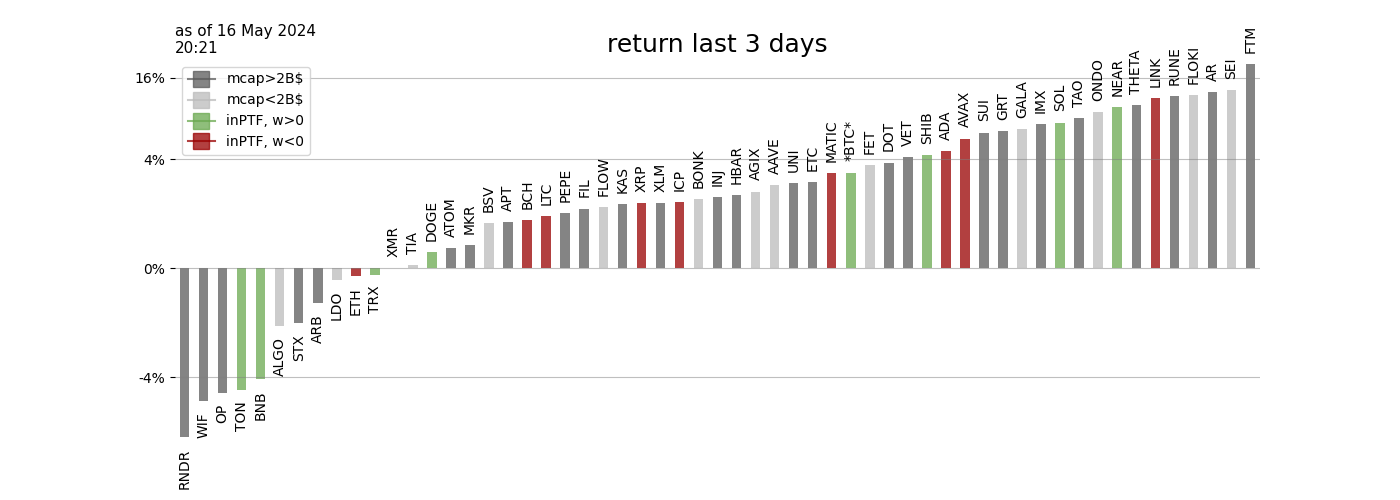 as of 16 May 2024
20:21
return last 3 days
mcap>2B$
mcap<2B$
inPTF, w>0
inPTF, w<0
16%
4%
0%
-4%
RNDR
WIF
OP
TON
BNB
ALGO
STX
ARB
LDO
ETH
TRX
XMR
TIA
DOGE
ATOM
MKR
BSV
APT
BCH
LTC
PEPE
FIL
FLOW
KAS
XRP
XLM
ICP
BONK
INJ
HBAR
AGIX
AAVE
UNI
ETC
MATIC
*BTC*
FET
DOT
VET
SHIB
ADA
AVAX
SUI
GRT
GALA
IMX
SOL
TAO
ONDO
NEAR
THETA
LINK
RUNE
FLOKI
AR
SEI
FTM